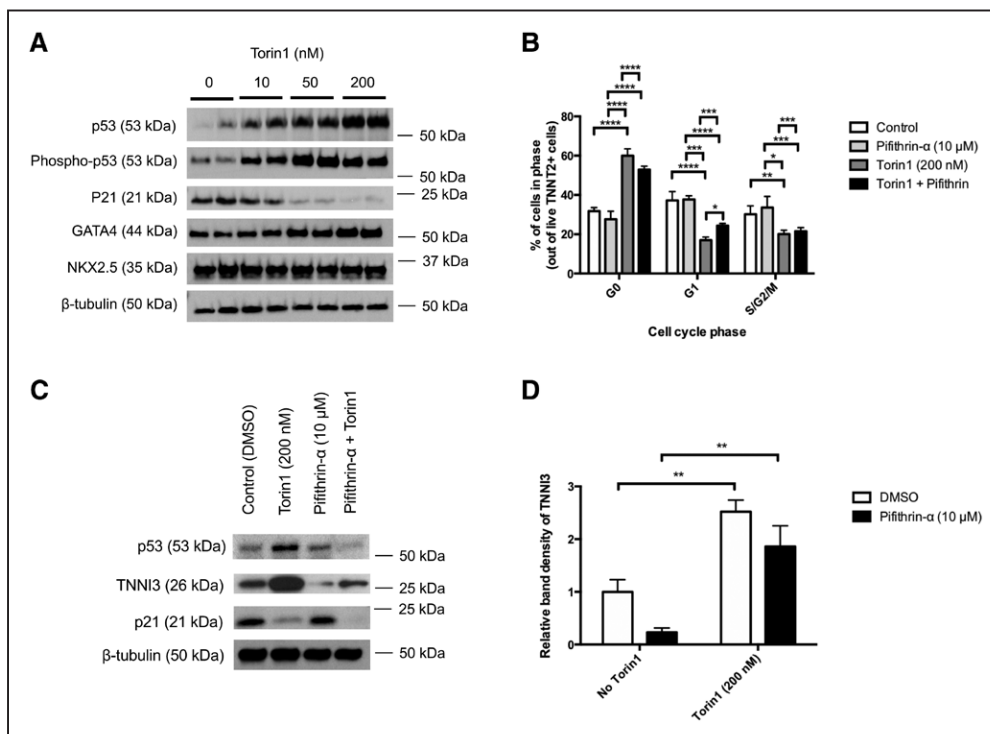 A
Torin1 (nM)
0 10 50 200
p53 (53 kDa)
50 kDa
Phospho-p53 (53 kDa)
50 kDa
P21 (21 kDa)
25 kDa
GATA4 (44 kDa)
50 kDa
NKX2.5 (35 kDa)
37 kDa
β-tubulin (50 kDa)
50 kDa
B
% of cells in phase
(out of live TNNT2+ cells)
80
60
40
20
0
**** **** **** ****
*** **** *** **** *
*** *** * **
G0 G1 S/G2/M
Cell cycle phase
Control
Pifithrin-α (10 µM)
Torin1 (200 nM)
Torin1 + Pifithrin
C
Control (DMSO)
Torin1 (200 nM)
Pifithrin-α (10 µM)
Pifithrin-α + Torin1
p53 (53 kDa)
50 kDa
TNNI3 (26 kDa)
25 kDa
25 kDa
p21 (21 kDa)
β-tubulin (50 kDa)
50 kDa
D
Relative band density of TNNI3
3
2
1
0
**
**
No Torin1
Torin1 (200 nM)
DMSO
Pifithrin-α (10 µM)